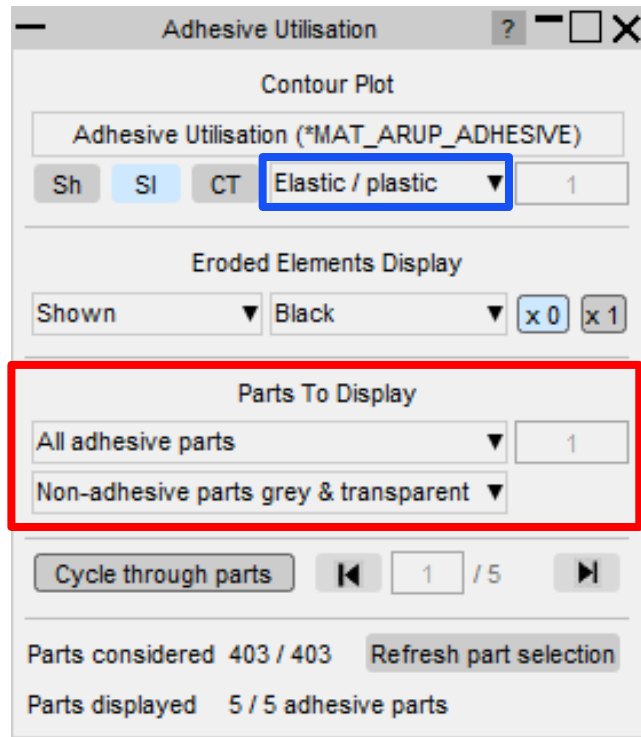 Adhesive Utilisation ?
Contour Plot
Adhesive Utilisation (*MAT_ARUP_ADHESIVE)
Sh SI CT Elastic / plastic ▼ 1
Eroded Elements Display
Shown ▼ Black ▼ x 0 x 1
Parts To Display
All adhesive parts ▼ 1
Non-adhesive parts grey & transparent ▼
Cycle through parts 1 / 5
Parts considered 403 / 403 Refresh part selection
Parts displayed 5 / 5 adhesive parts